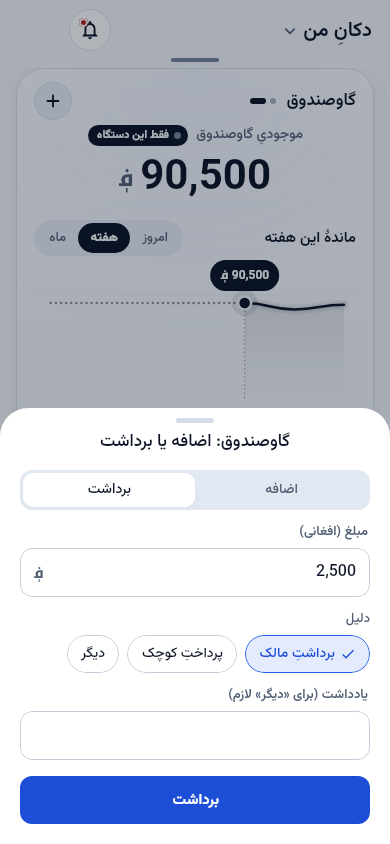 دکانِ من
گاوصندوق
موجودیِ گاوصندوق فقط این دستگاه
90,500 ؋
ماندهٔ این هفته امروز هفته ماه
90,500 ؋
گاوصندوق: اضافه یا برداشت
اضافه برداشت
مبلغ (افغانی)
2,500 ؋
دلیل
برداشتِ مالک پرداختِ کوچک دیگر
یادداشت (برای «دیگر» لازم)
برداشت